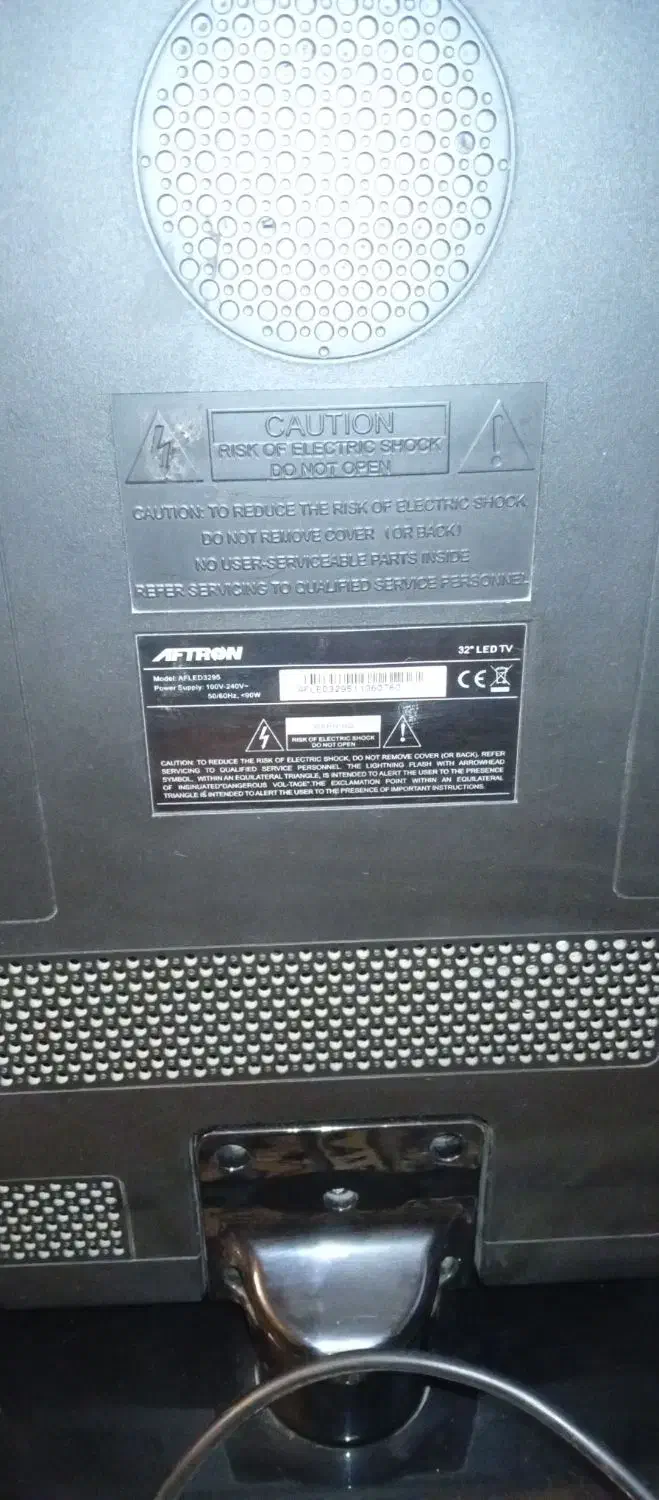 CAUTION
RISK OF ELECTRIC SHOCK
DO NOT OPEN
CAUTION: TO REDUCE THE RISK OF ELECTRIC SHOCK
DO NOT REMOVE COVER (OR BACK)
NO USER-SERVICEABLE PARTS INSIDE
REFER SERVICING TO QUALIFIED SERVICE PERSONNEL
AFTRON
32" LED TV
Model: AFLED3295
Power Supply: 100V-240V~
50/60Hz, <90W
AFLED329511060760
CE
WARNING
RISK OF ELECTRIC SHOCK
DO NOT OPEN
CAUTION: TO REDUCE THE RISK OF ELECTRIC SHOCK, DO NOT REMOVE COVER (OR BACK), REFER
SERVICING TO QUALIFIED SERVICE PERSONNEL. THE LIGHTNING FLASH WITH ARROWHEAD
SYMBOL, WITHIN AN EQUILATERAL TRIANGLE, IS INTENDED TO ALERT THE USER TO THE PRESENCE
OF INSINUATED"DANGEROUS VOL-TAGE".THE EXCLAMATION POINT WITHIN AN EQUILATERAL
TRIANGLE IS INTENDED TO ALERT THE USER TO THE PRESENCE OF IMPORTANT INSTRUCTIONS.